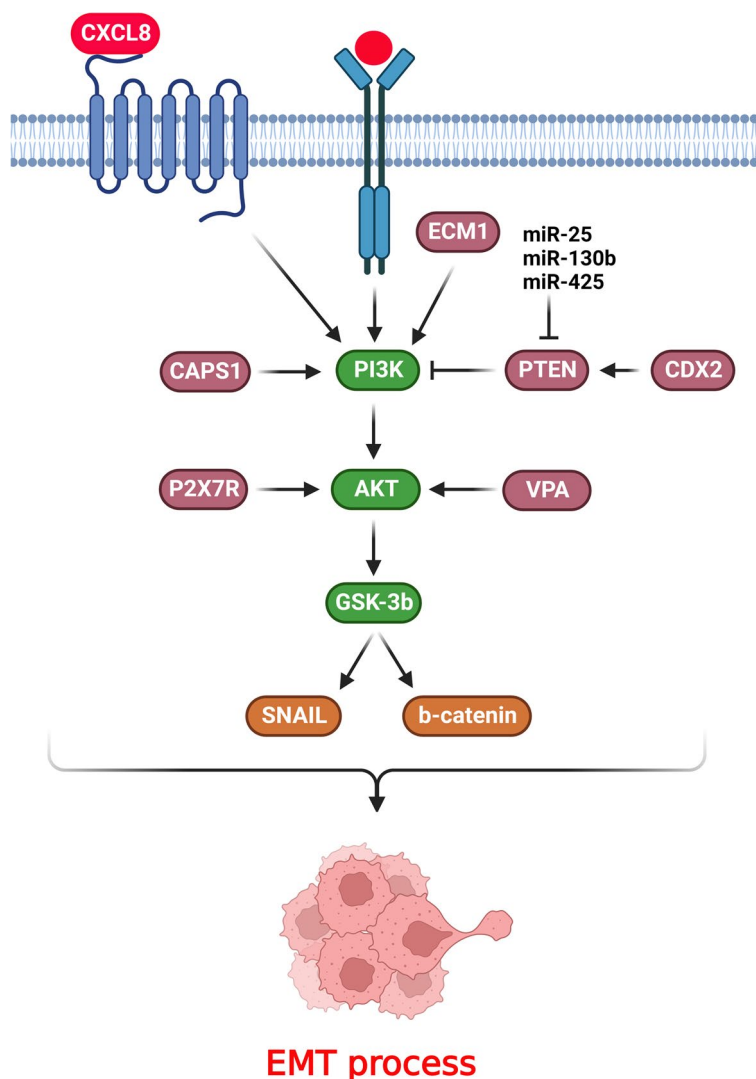 CXCL8
ECM1
miR-25
miR-130b
miR-425
CAPS1
PI3K
PTEN
CDX2
P2X7R
AKT
VPA
GSK-3b
SNAIL
b-catenin
EMT process